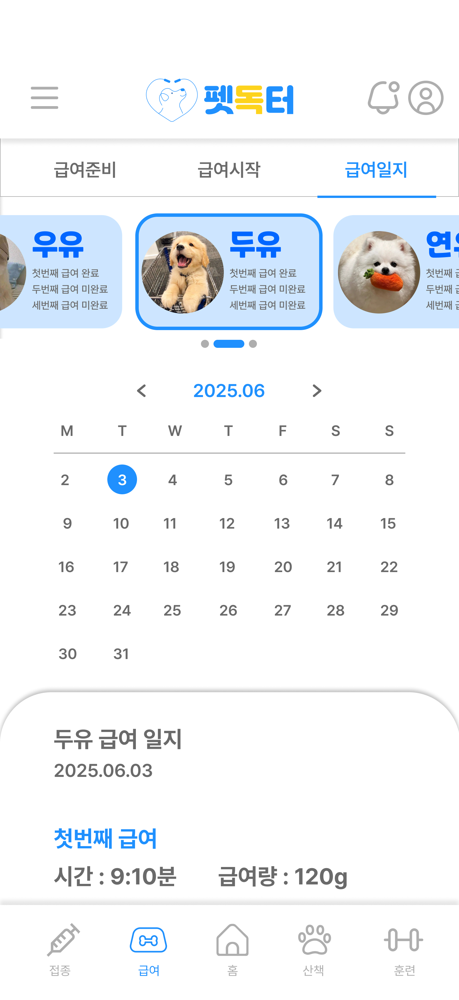 펫독터
급여준비 급여시작 급여일지
우유
첫번째 급여 완료
두번째 급여 미완료
세번째 급여 미완료
두유
첫번째 급여 완료
두번째 급여 미완료
세번째 급여 미완료
첫번째
두번째
세번째
2025.06
M T W T F S S
2 3 4 5 6 7 8
9 10 11 12 13 14 15
16 17 18 19 20 21 22
23 24 25 26 27 28 29
30 31
두유 급여 일지
2025.06.03
첫번째 급여
시간 : 9:10분 급여량 : 120g
접종 급여 홈 산책 훈련